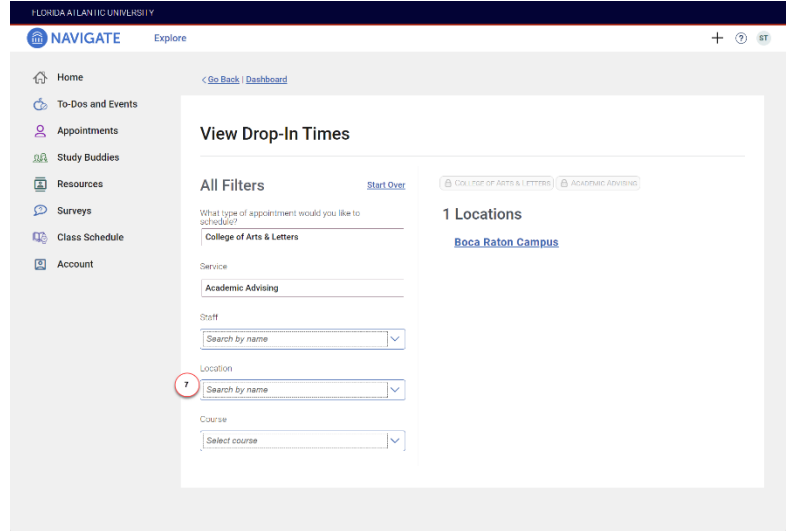 FLORIDA ATLANTIC UNIVERSITY
NAVIGATE Explore + ? ST
Home
To-Dos and Events
Appointments
Study Buddies
Resources
Surveys
Class Schedule
Account
< Go Back | Dashboard
View Drop-In Times
All Filters Start Over
What type of appointment would you like to
schedule?
College of Arts & Letters
Service
Academic Advising
Staff
Search by name
Location
7 Search by name
Course
Select course
COLLEGE OF ARTS & LETTERS ACADEMIC ADVISING
1 Locations
Boca Raton Campus